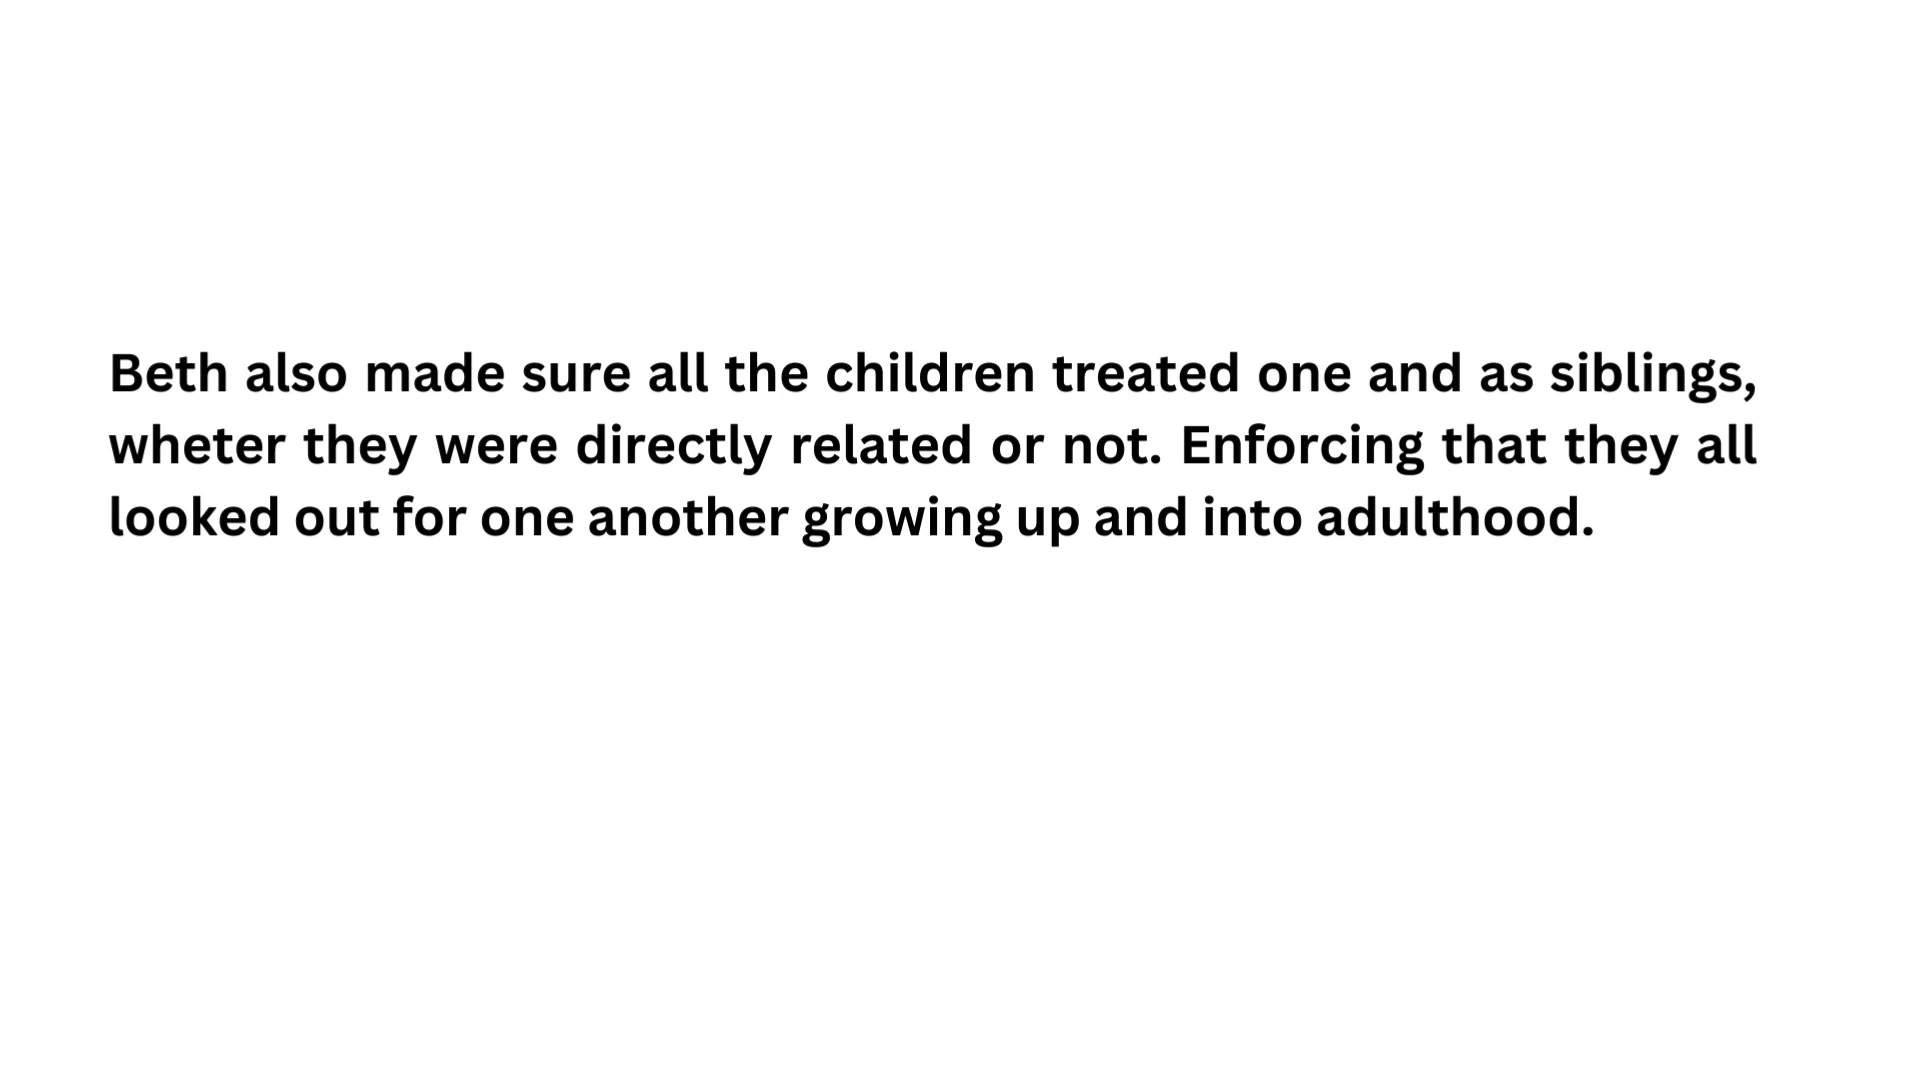 Beth also made sure all the children treated one and as siblings,
wheter they were directly related or not. Enforcing that they all
looked out for one another growing up and into adulthood.